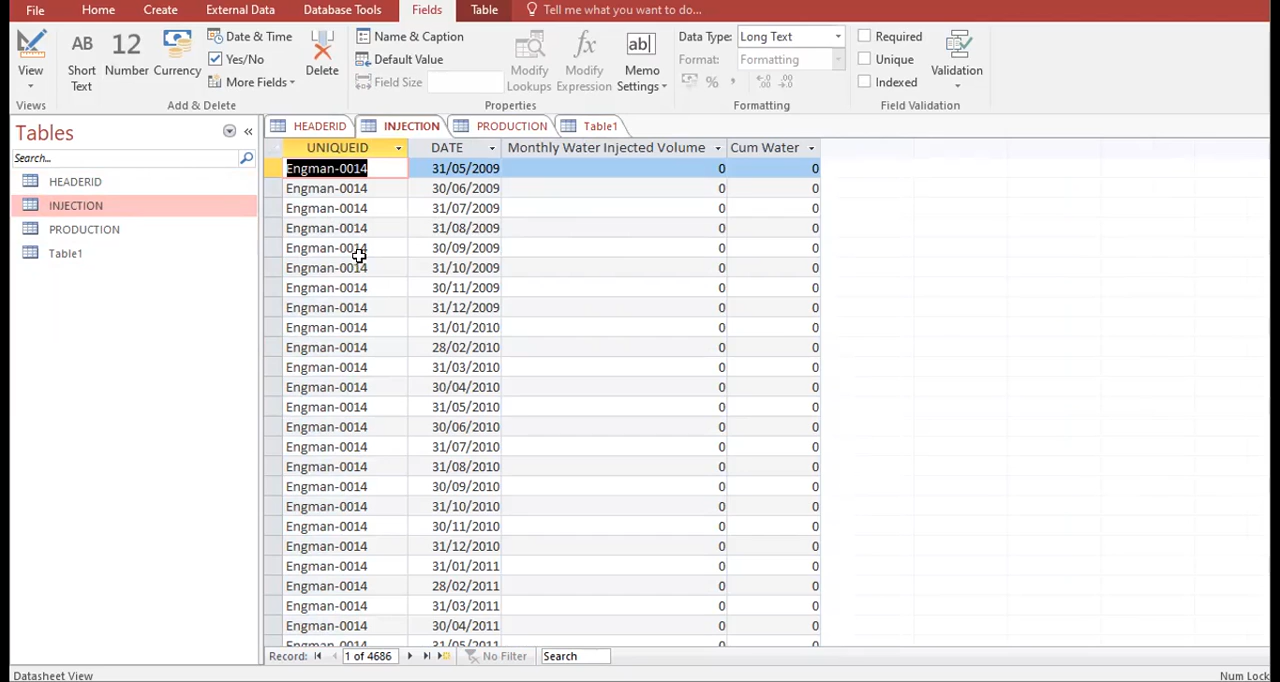 File Home Create External Data Database Tools Fields Table Tell me what you want to do...
View
Views
AB Short Text
12 Number
Currency
Date & Time
Yes/No
More Fields
Delete
Add & Delete
Name & Caption
Default Value
Field Size
Modify Lookups
fx Modify Expression
ab| Memo Settings
Properties
Data Type: Long Text
Format: Formatting
% , .00
Formatting
Required
Unique
Indexed
Validation
Field Validation
Tables «
Search...
HEADERID
INJECTION
PRODUCTION
Table1
HEADERID INJECTION PRODUCTION Table1
UNIQUEID DATE Monthly Water Injected Volume Cum Water
Engman-0014 31/05/2009 0 0
Engman-0014 30/06/2009 0 0
Engman-0014 31/07/2009 0 0
Engman-0014 31/08/2009 0 0
Engman-0014 30/09/2009 0 0
Engman-0014 31/10/2009 0 0
Engman-0014 30/11/2009 0 0
Engman-0014 31/12/2009 0 0
Engman-0014 31/01/2010 0 0
Engman-0014 28/02/2010 0 0
Engman-0014 31/03/2010 0 0
Engman-0014 30/04/2010 0 0
Engman-0014 31/05/2010 0 0
Engman-0014 30/06/2010 0 0
Engman-0014 31/07/2010 0 0
Engman-0014 31/08/2010 0 0
Engman-0014 30/09/2010 0 0
Engman-0014 31/10/2010 0 0
Engman-0014 30/11/2010 0 0
Engman-0014 31/12/2010 0 0
Engman-0014 31/01/2011 0 0
Engman-0014 28/02/2011 0 0
Engman-0014 31/03/2011 0 0
Engman-0014 30/04/2011 0 0
Engman-0014 31/05/2011 0 0
Record: 1 of 4686 No Filter Search
Datasheet View Num Lock